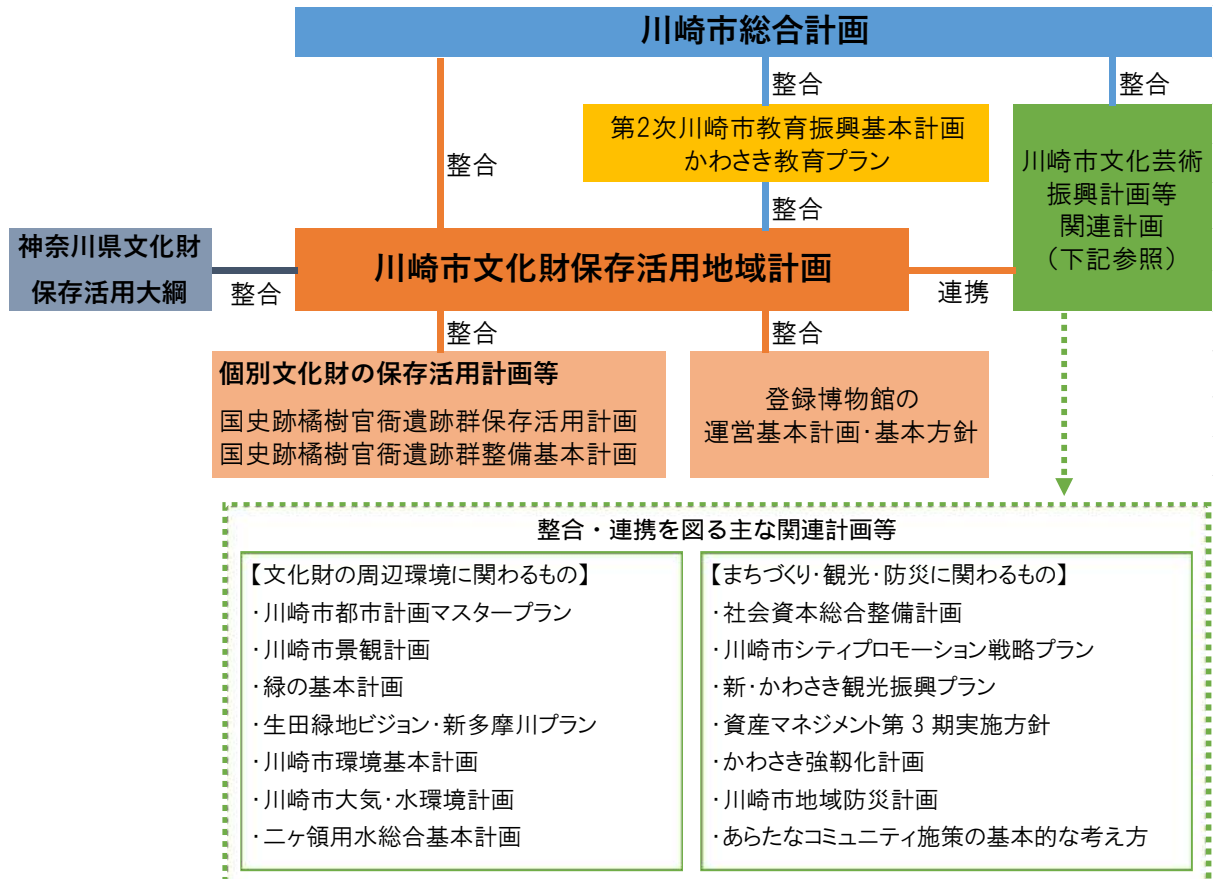 川崎市総合計画
整合
整合
整合
第2次川崎市教育振興基本計画
かわさき教育プラン
整合
川崎市文化芸術
振興計画等
関連計画
（下記参照）
神奈川県文化財
保存活用大綱
整合
川崎市文化財保存活用地域計画
連携
整合
整合
個別文化財の保存活用計画等
国史跡橘樹官衙遺跡群保存活用計画
国史跡橘樹官衙遺跡群整備基本計画
登録博物館の
運営基本計画・基本方針
整合・連携を図る主な関連計画等
【文化財の周辺環境に関わるもの】
・川崎市都市計画マスタープラン
・川崎市景観計画
・緑の基本計画
・生田緑地ビジョン・新多摩川プラン
・川崎市環境基本計画
・川崎市大気・水環境計画
・二ヶ領用水総合基本計画
【まちづくり・観光・防災に関わるもの】
・社会資本総合整備計画
・川崎市シティプロモーション戦略プラン
・新・かわさき観光振興プラン
・資産マネジメント第３期実施方針
・かわさき強靱化計画
・川崎市地域防災計画
・あらたなコミュニティ施策の基本的な考え方